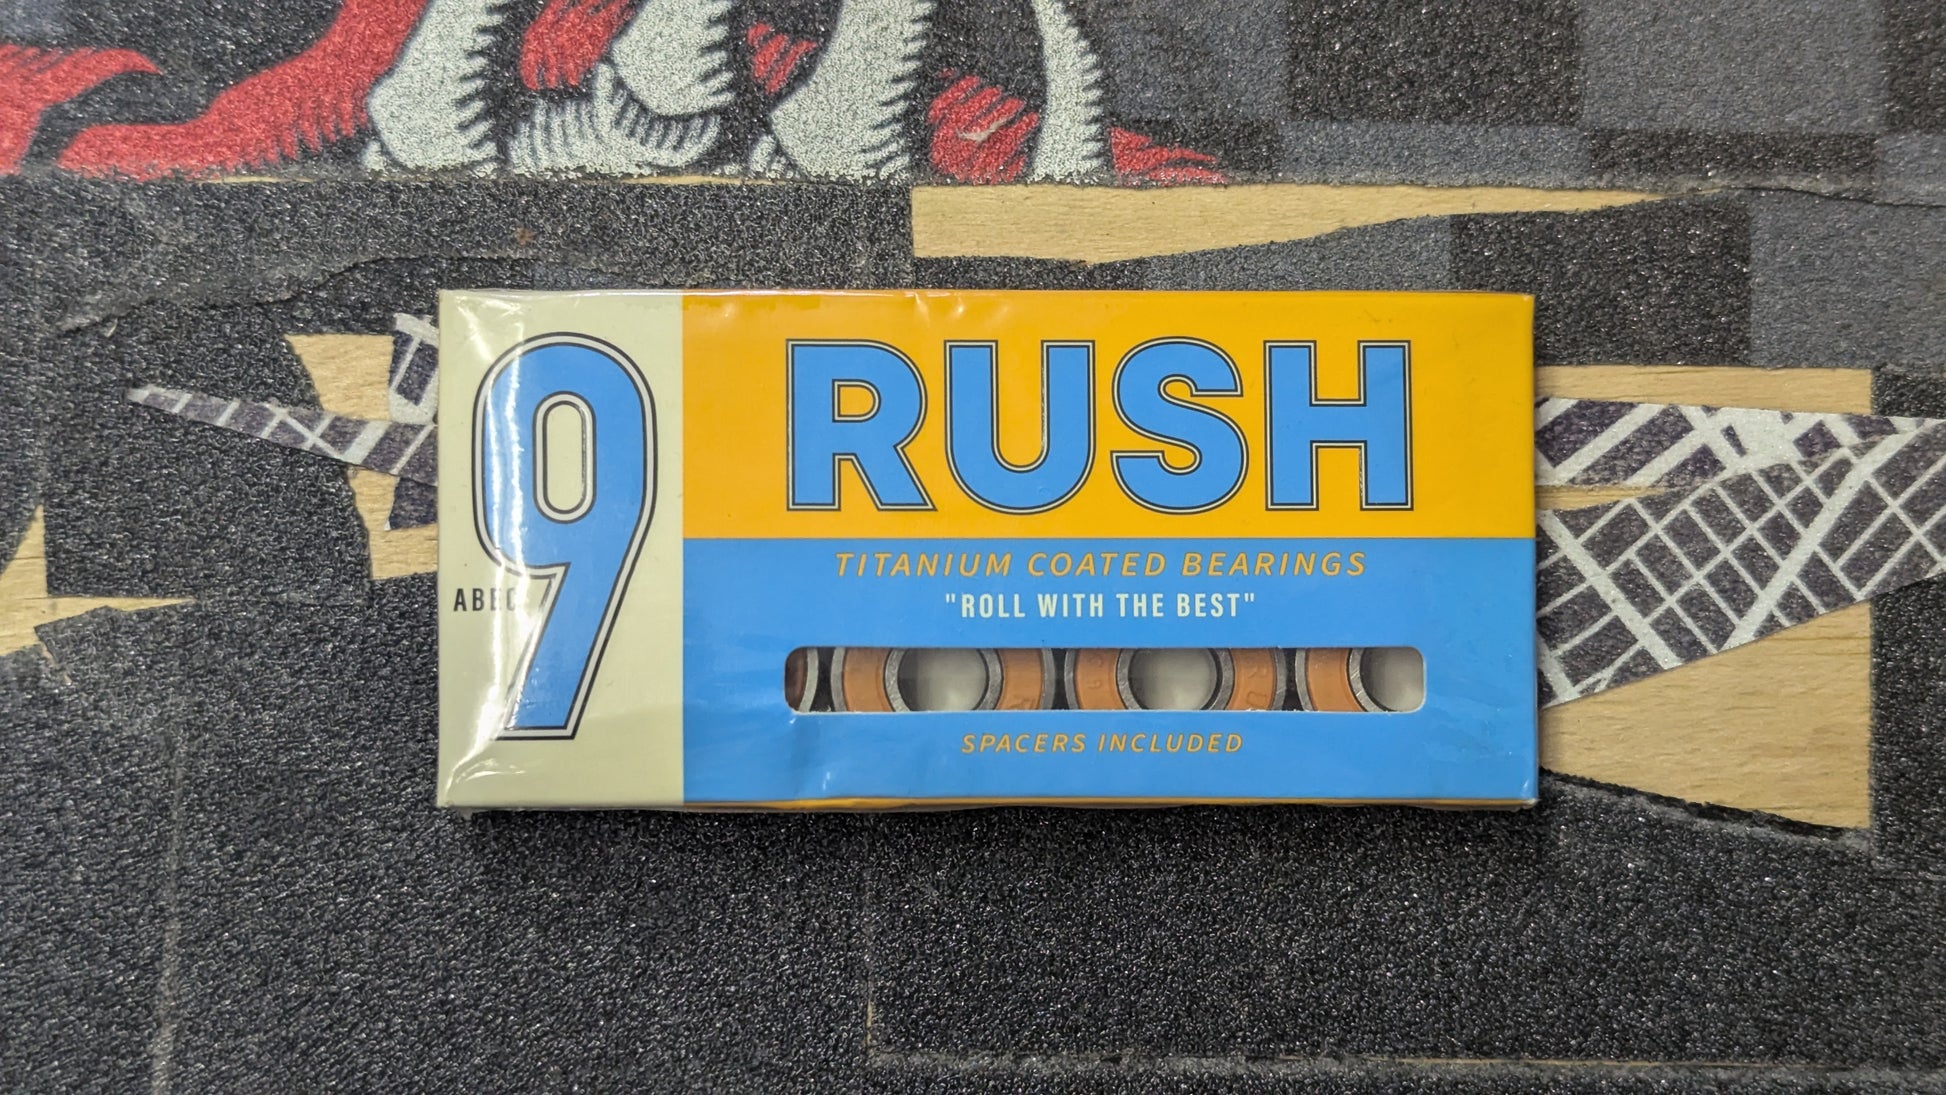 9
ABEC
RUSH
TITANIUM COATED BEARINGS
"ROLL WITH THE BEST"
SPACERS INCLUDED